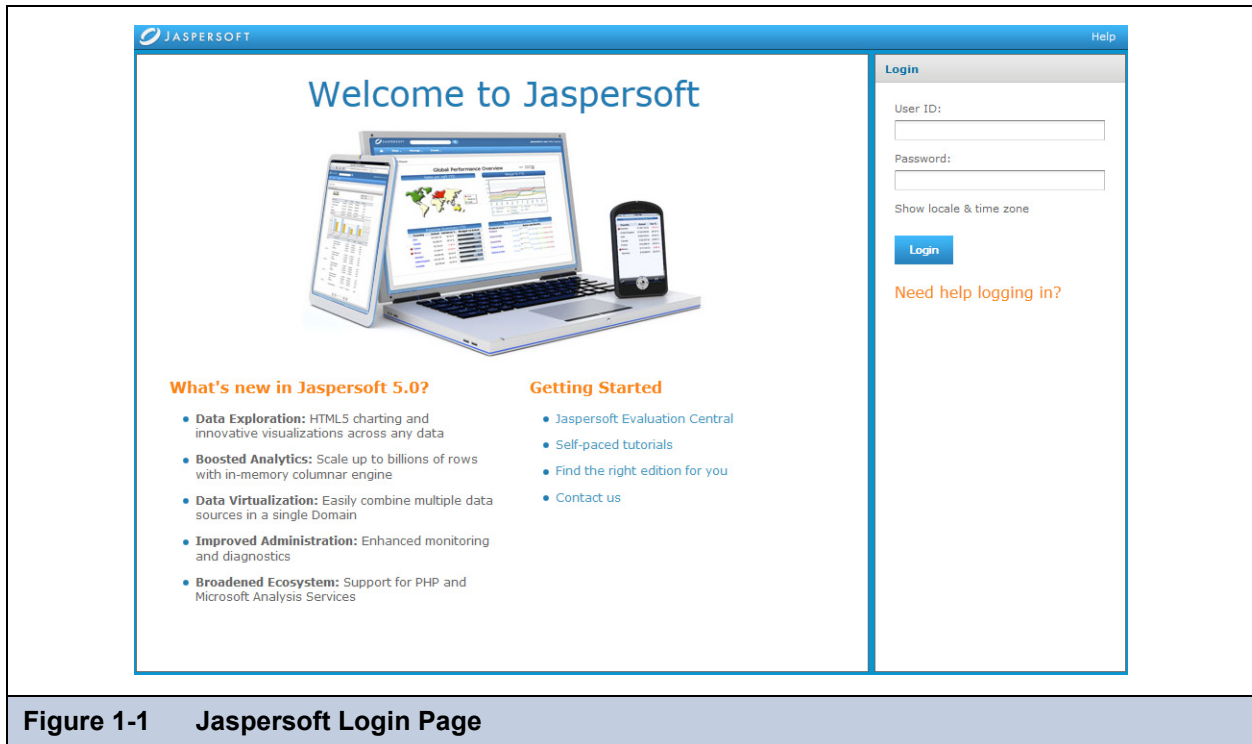 JASPERSOFT
Help
Welcome to Jaspersoft
Global Performance Overview
What's new in Jaspersoft 5.0?
• Data Exploration: HTML5 charting and
innovative visualizations across any data
• Boosted Analytics: Scale up to billions of rows
with in-memory columnar engine
• Data Virtualization: Easily combine multiple data
sources in a single Domain
• Improved Administration: Enhanced monitoring
and diagnostics
• Broadened Ecosystem: Support for PHP and
Microsoft Analysis Services
Getting Started
• Jaspersoft Evaluation Central
• Self-paced tutorials
• Find the right edition for you
• Contact us
Login
User ID:
Password:
Show locale & time zone
Login
Need help logging in?
Figure 1-1 Jaspersoft Login Page